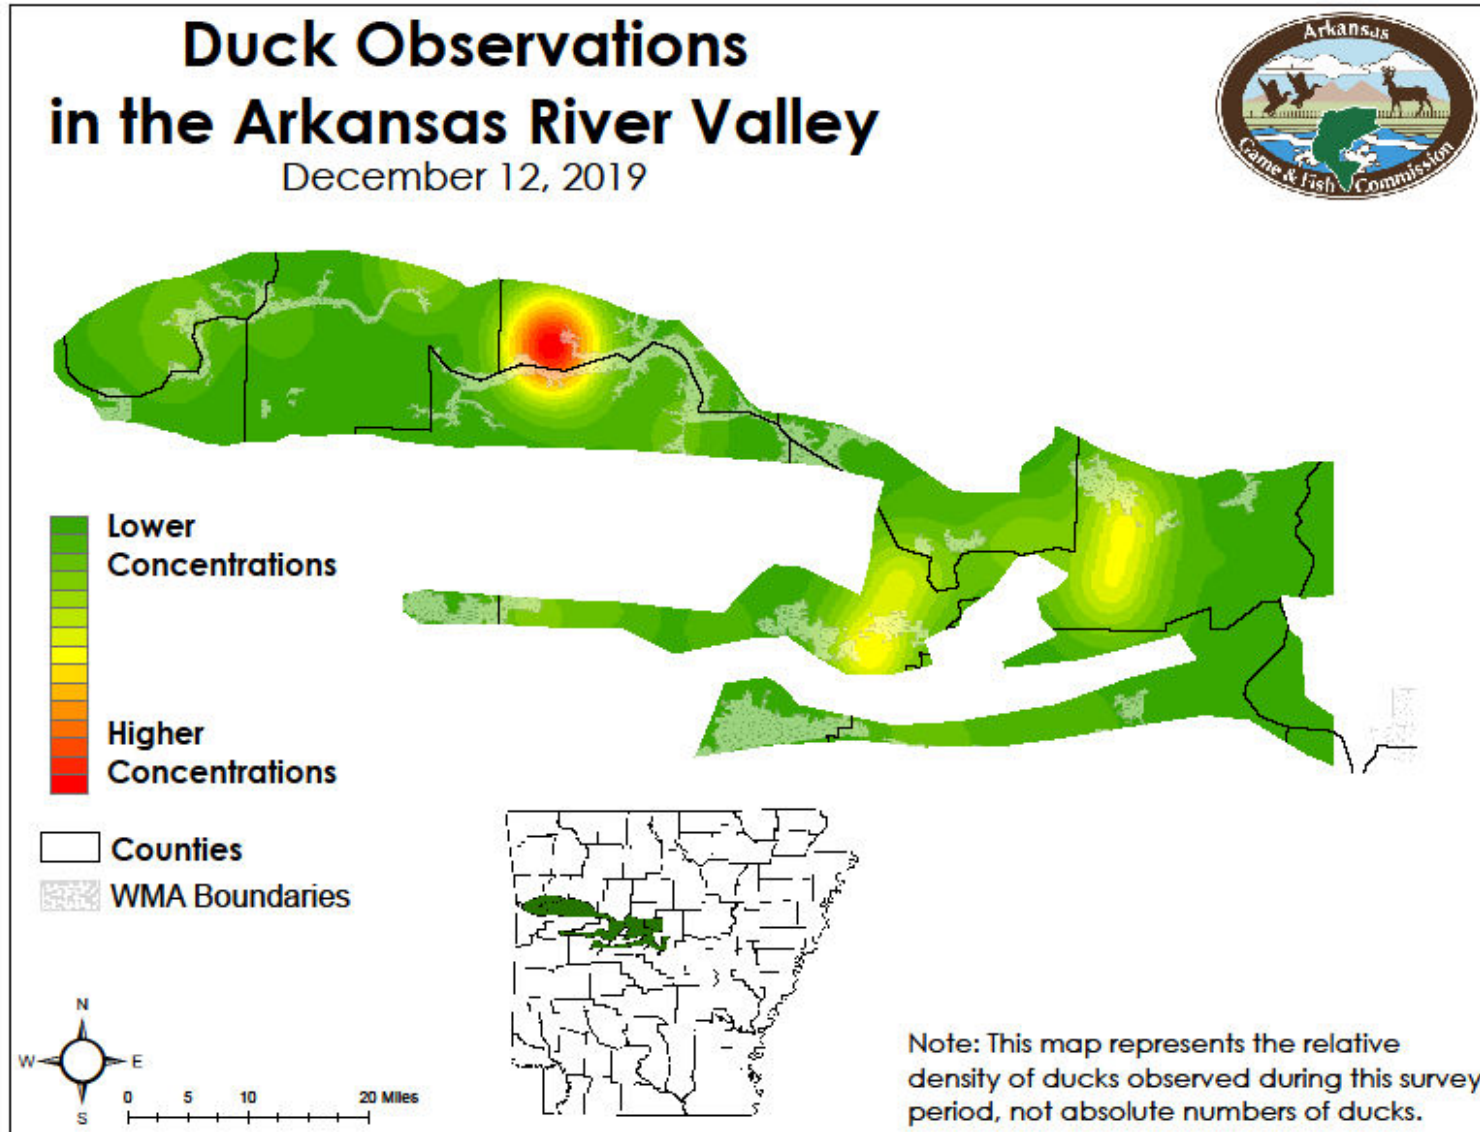 Duck Observations
in the Arkansas River Valley
December 12, 2019
Arkansas
Game & Fish Commission
Lower
Concentrations
Higher
Concentrations
Counties
WMA Boundaries
N
W E
S
0 5 10 20 Miles
Note: This map represents the relative
density of ducks observed during this survey
period, not absolute numbers of ducks.